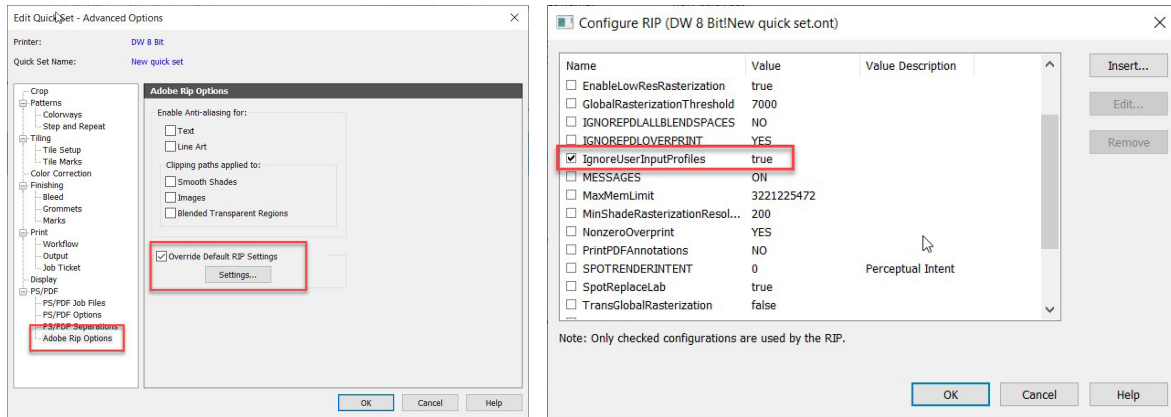 Edit Quick Set - Advanced Options
Printer: DW 8 Bit
Quick Set Name: New quick set
Crop
Patterns
Colorways
Step and Repeat
Tiling
Tile Setup
Tile Marks
Color Correction
Finishing
Bleed
Grommets
Marks
Print
Workflow
Output
Job Ticket
Display
PS/PDF
PS/PDF Job Files
PS/PDF Options
PS/PDF Separations
Adobe Rip Options
Adobe Rip Options
Enable Anti-aliasing for:
Text
Line Art
Clipping paths applied to:
Smooth Shades
Images
Blended Transparent Regions
Override Default RIP Settings
Settings...
OK Cancel Help
Configure RIP (DW 8 Bit!New quick set.ont)
Name Value Value Description
EnableLowResRasterization true
GlobalRasterizationThreshold 7000
IGNOREPDLALLBLENDSPACES NO
IGNOREPDLOVERPRINT YES
IgnoreUserInputProfiles true
MESSAGES ON
MaxMemLimit 3221225472
MinShadeRasterizationResol... 200
NonzeroOverprint YES
PrintPDFAnnotations NO
SPOTRENDERINTENT 0 Perceptual Intent
SpotReplaceLab true
TransGlobalRasterization false
Insert...
Edit...
Remove
Note: Only checked configurations are used by the RIP.
OK Cancel Help